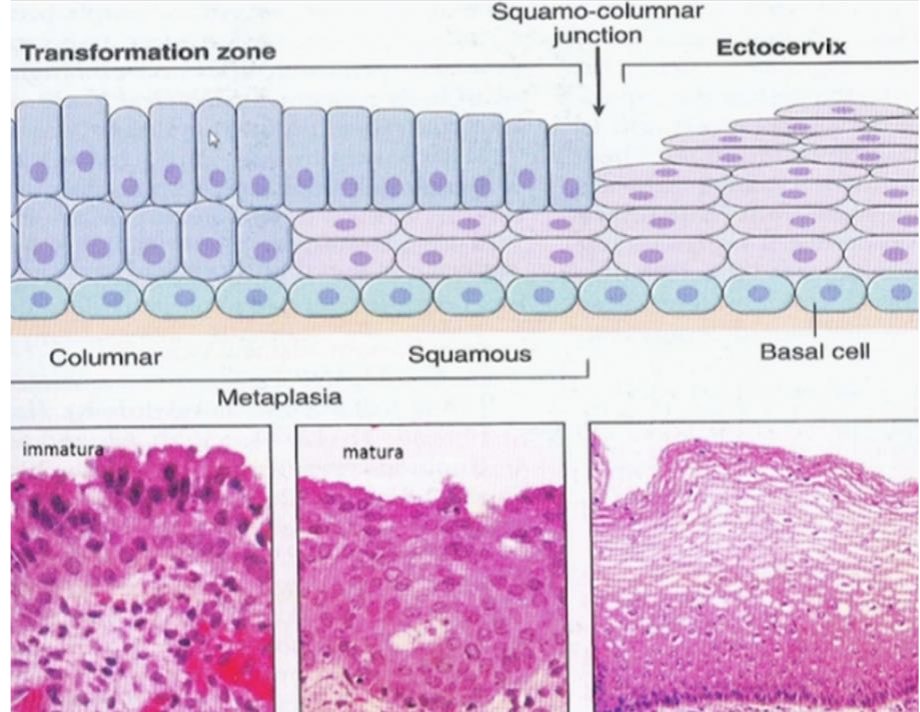 Squamo-columnar
junction
Transformation zone
Ectocervix
Columnar
Squamous
Basal cell
Metaplasia
immatura
matura